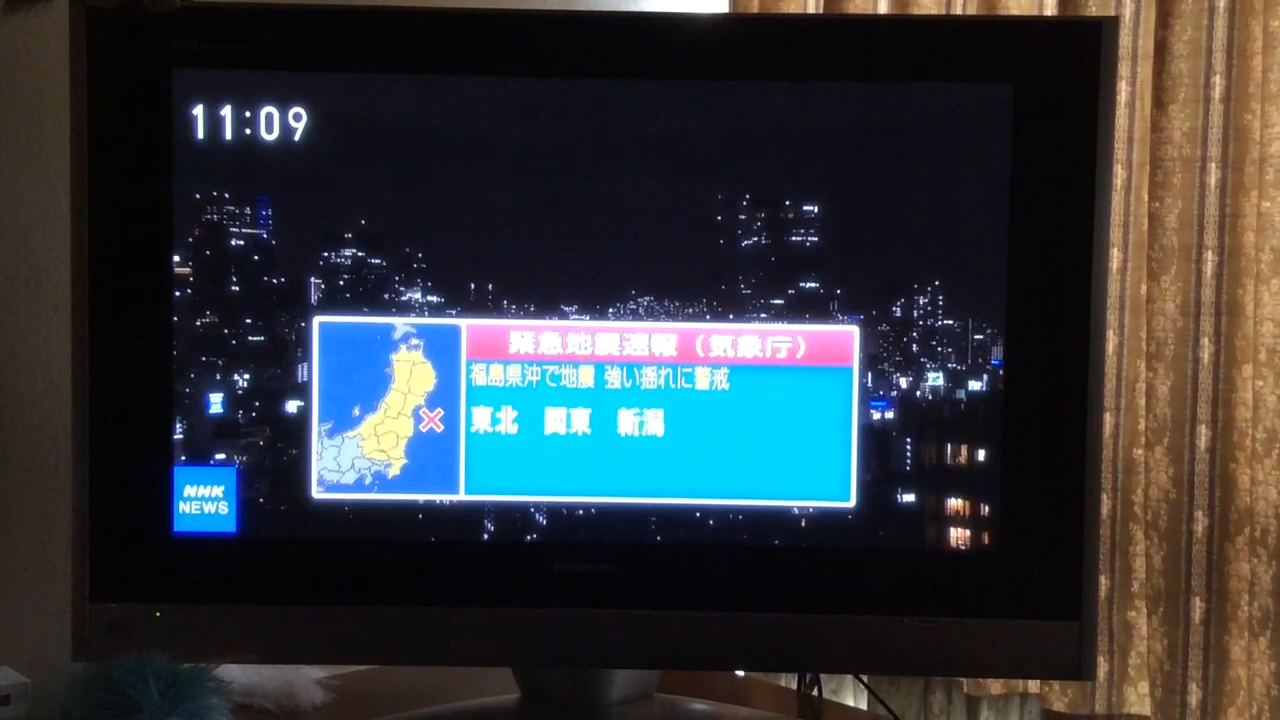 11:09
緊急地震速報（気象庁）
福島県沖で地震 強い揺れに警戒
東北 関東 新潟
NHK
NEWS
Panasonic